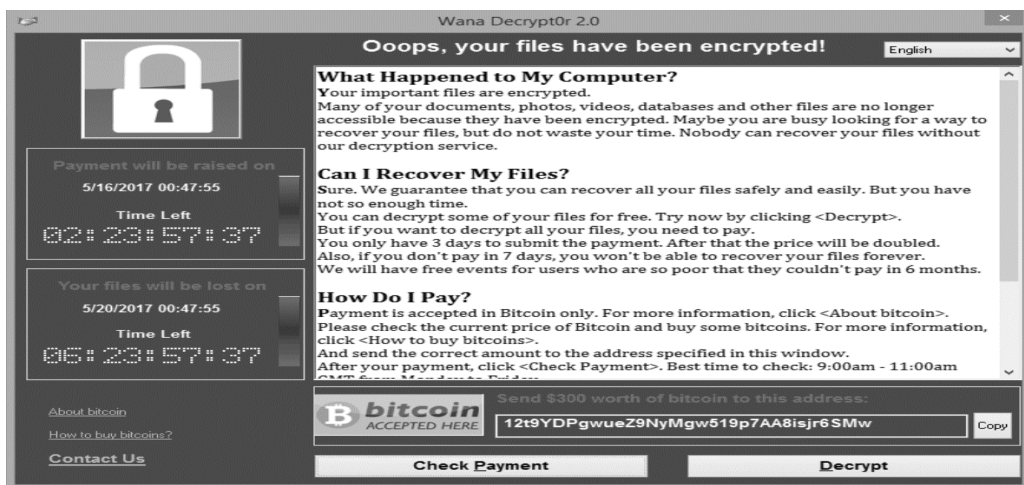 Wana Decrypt0r 2.0
Ooops, your files have been encrypted!
English
Payment will be raised on
5/16/2017 00:47:55
Time Left
02:23:57:37
Your files will be lost on
5/20/2017 00:47:55
Time Left
06:23:57:37
About bitcoin
How to buy bitcoins?
Contact Us
What Happened to My Computer?
Your important files are encrypted.
Many of your documents, photos, videos, databases and other files are no longer
accessible because they have been encrypted. Maybe you are busy looking for a way to
recover your files, but do not waste your time. Nobody can recover your files without
our decryption service.
Can I Recover My Files?
Sure. We guarantee that you can recover all your files safely and easily. But you have
not so enough time.
You can decrypt some of your files for free. Try now by clicking <Decrypt>.
But if you want to decrypt all your files, you need to pay.
You only have 3 days to submit the payment. After that the price will be doubled.
Also, if you don't pay in 7 days, you won't be able to recover your files forever.
We will have free events for users who are so poor that they couldn't pay in 6 months.
How Do I Pay?
Payment is accepted in Bitcoin only. For more information, click <About bitcoin>.
Please check the current price of Bitcoin and buy some bitcoins. For more information,
click <How to buy bitcoins>.
And send the correct amount to the address specified in this window.
After your payment, click <Check Payment>. Best time to check: 9:00am - 11:00am
GMT from Monday to Friday
bitcoin
ACCEPTED HERE
Send $300 worth of bitcoin to this address:
12t9YDPgwueZ9NyMgw519p7AA8isjr6SMw
Copy
Check Payment
Decrypt